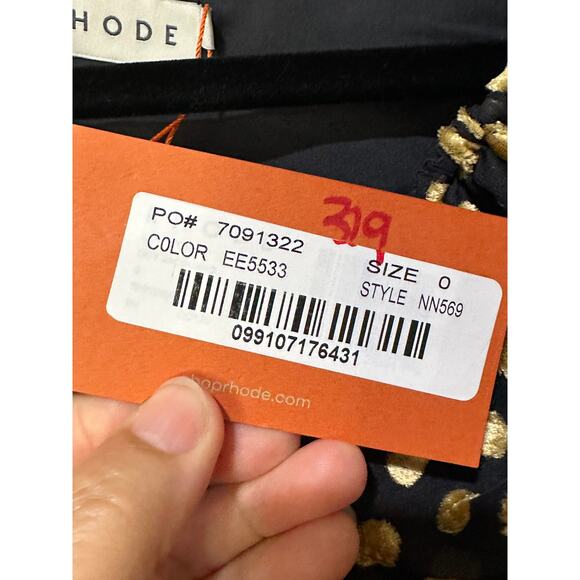 HODE
PO# 7091322
319
COLOR EE5533
SIZE 0
STYLE NN569
099107176431
hoprhode.com